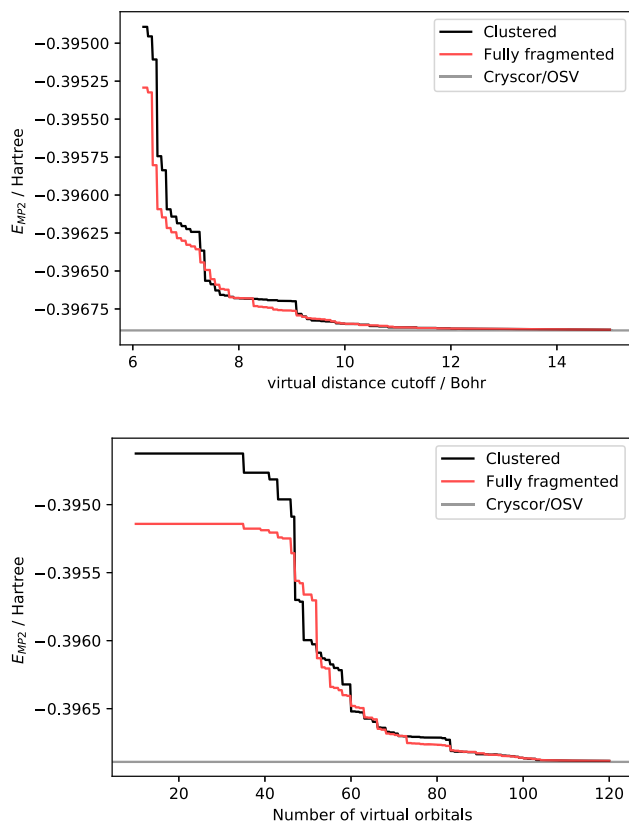 −0.39500
−0.39525
−0.39550
−0.39575
−0.39600
−0.39625
−0.39650
−0.39675
E_MP2 / Hartree
Clustered
Fully fragmented
Cryscor/OSV
6 8 10 12 14
virtual distance cutoff / Bohr
−0.3950
−0.3955
−0.3960
−0.3965
E_MP2 / Hartree
Clustered
Fully fragmented
Cryscor/OSV
20 40 60 80 100 120
Number of virtual orbitals